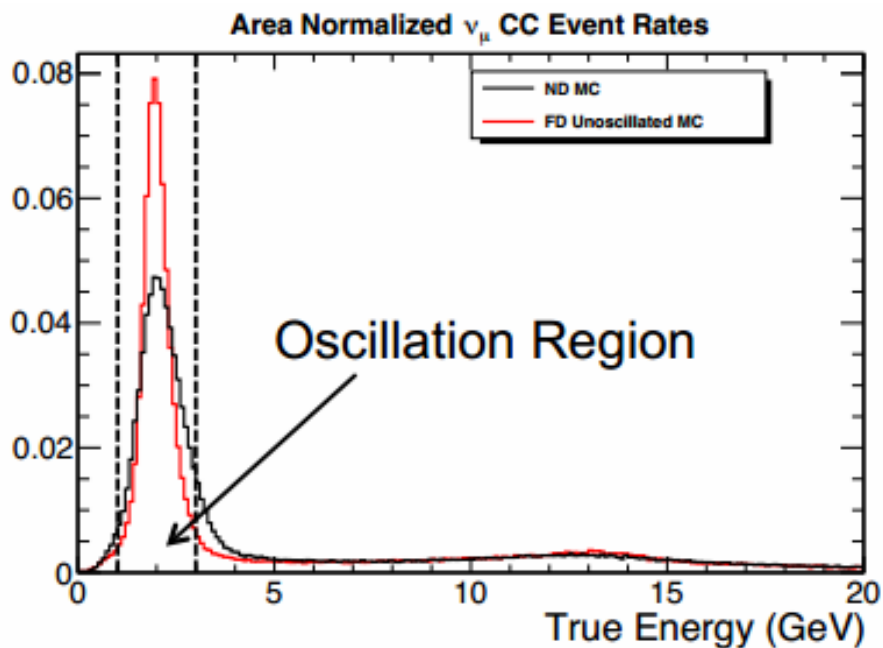 Area Normalized νμ CC Event Rates
0.08
ND MC
FD Unoscillated MC
0.06
0.04
Oscillation Region
0.02
0
0 5 10 15 20
True Energy (GeV)